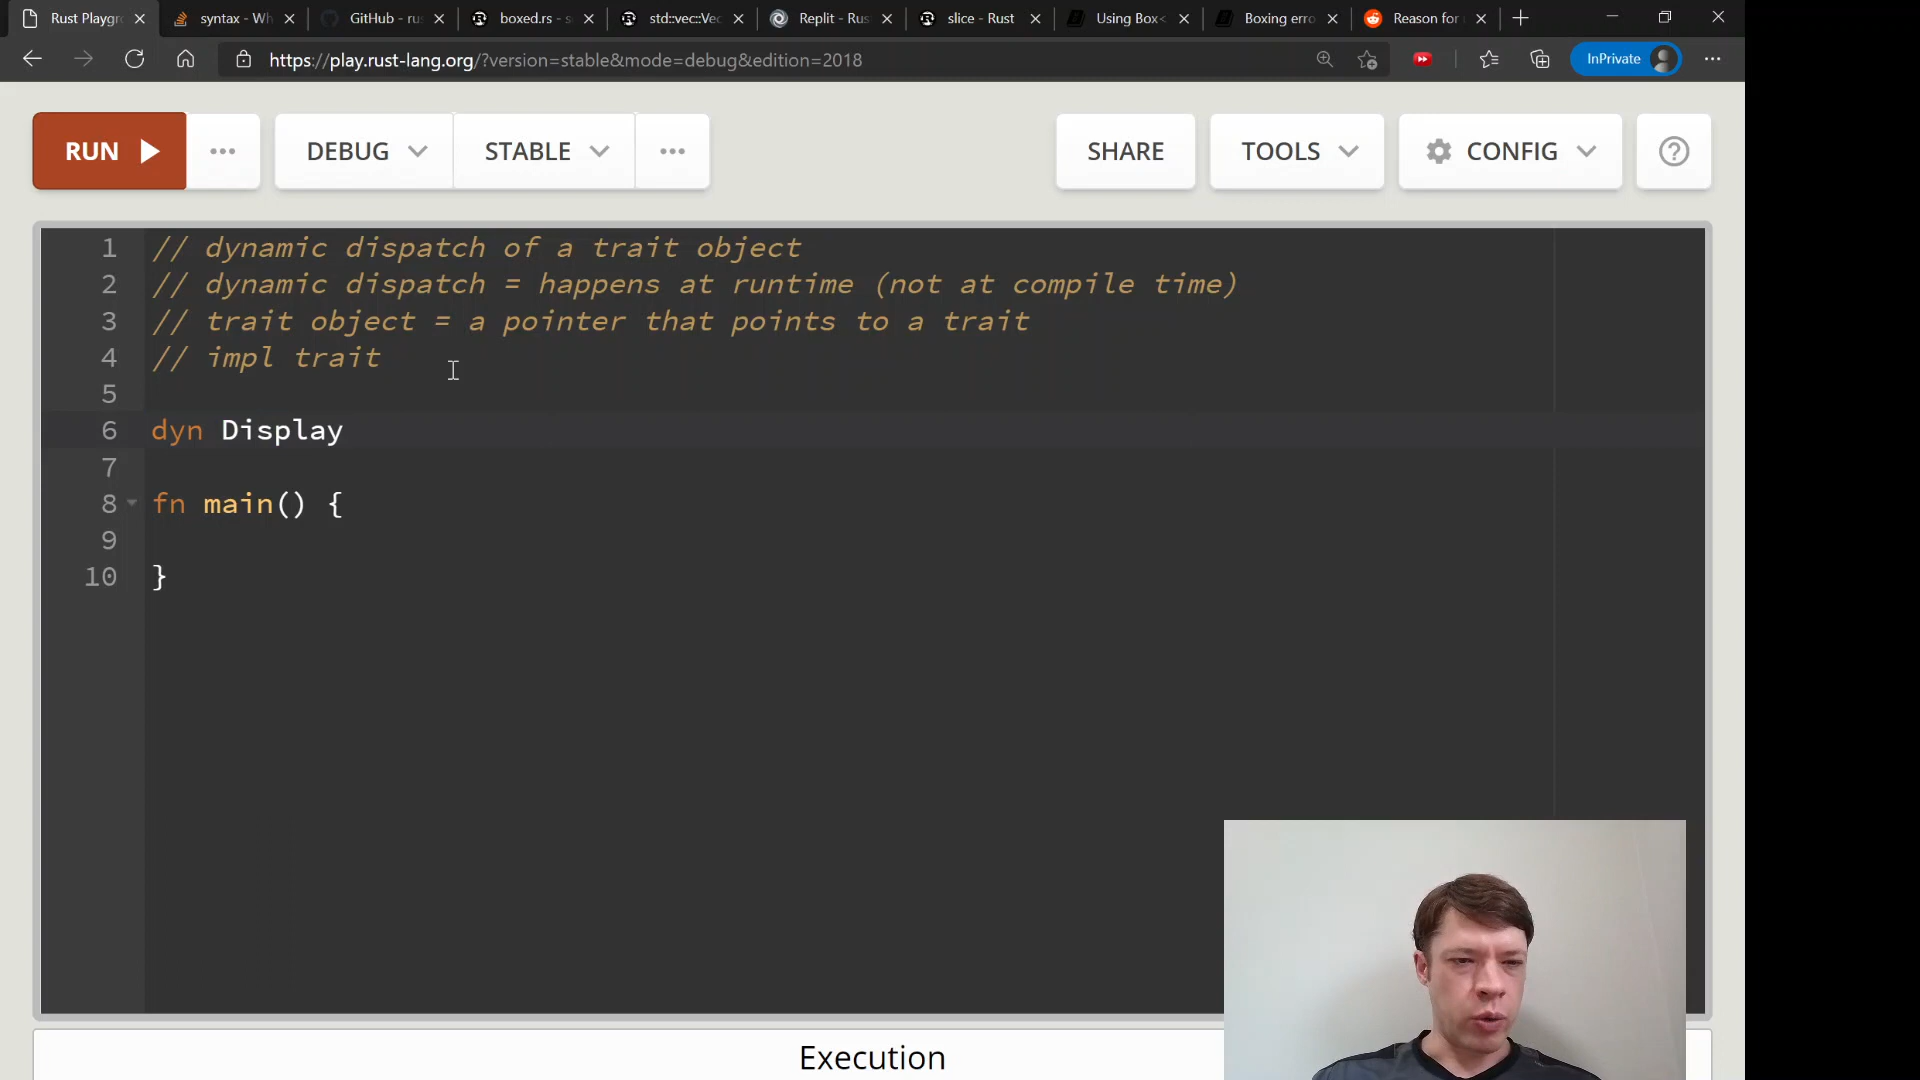 Rust Playgr
syntax - Wh
GitHub - ru
boxed.rs - s
std::vec::Vec
Replit - Rus
slice - Rust
Using Box<
Boxing erro
Reason for
https://play.rust-lang.org/?version=stable&mode=debug&edition=2018
InPrivate
RUN
DEBUG
STABLE
SHARE
TOOLS
CONFIG
1 // dynamic dispatch of a trait object
2 // dynamic dispatch = happens at runtime (not at compile time)
3 // trait object = a pointer that points to a trait
4 // impl trait
5
6 dyn Display
7
8 fn main() {
9
10 }
Execution